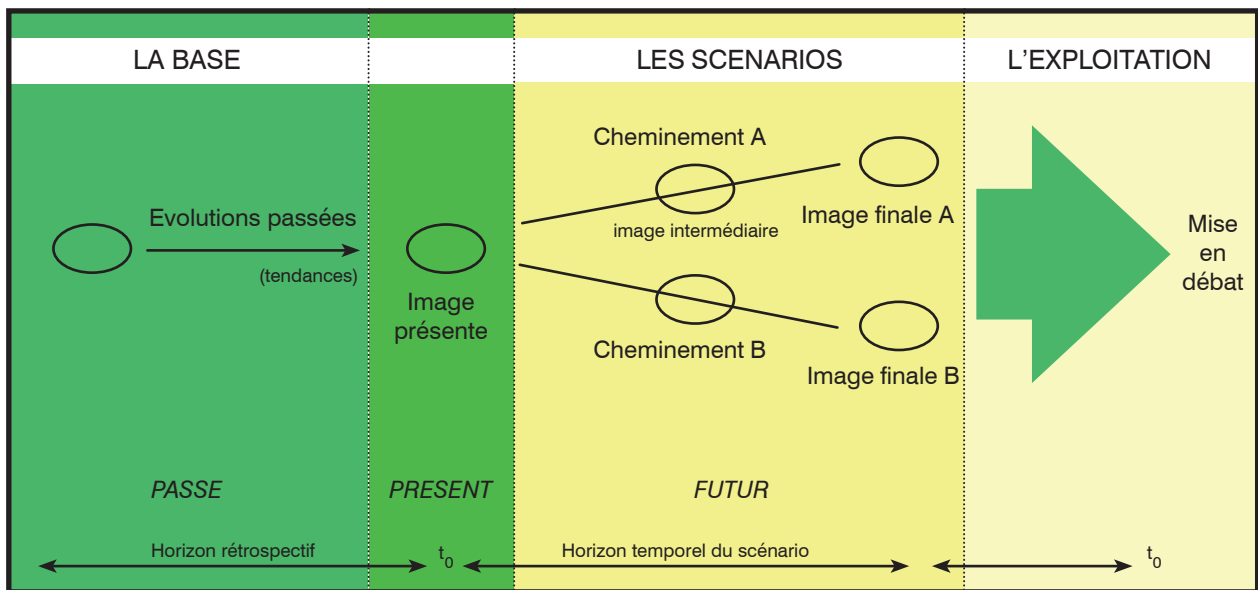 LA BASE
LES SCENARIOS
L'EXPLOITATION
Evolutions passées
(tendances)
Image
présente
Cheminement A
image intermédiaire
Image finale A
Cheminement B
Image finale B
Mise
en
débat
PASSE
PRESENT
FUTUR
Horizon rétrospectif
t0
Horizon temporel du scénario
t0